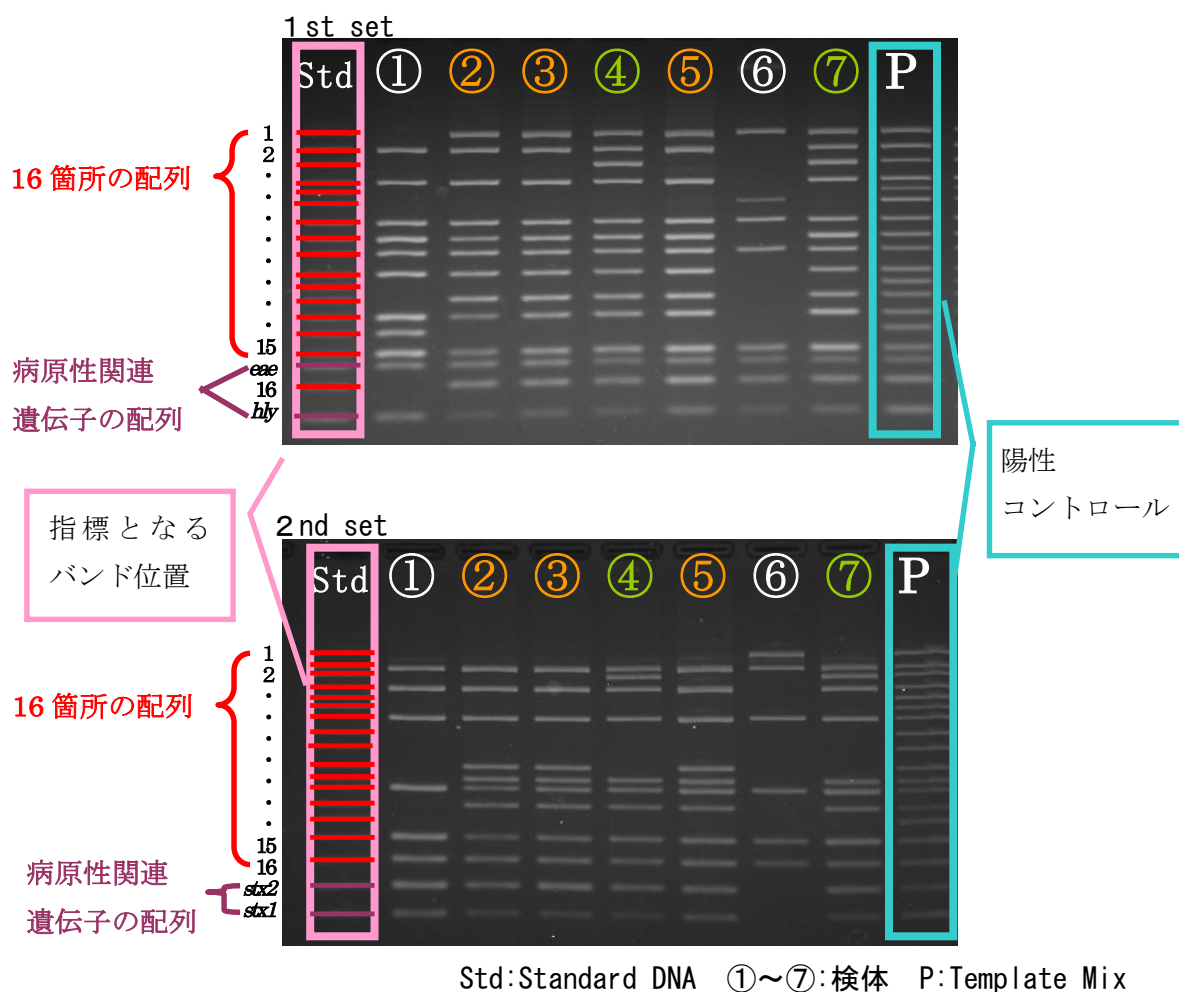 1st set
Std ① ② ③ ④ ⑤ ⑥ ⑦ P
1
2
・
・
・
・
・
・
・
15
eae
16
hly
16 箇所の配列
病原性関連
遺伝子の配列
指標となる
バンド位置
陽性
コントロール
2nd set
Std ① ② ③ ④ ⑤ ⑥ ⑦ P
1
2
・
・
・
・
・
・
・
15
16
stx2
stx1
16 箇所の配列
病原性関連
遺伝子の配列
Std:Standard DNA ①～⑦:検体 P:Template Mix